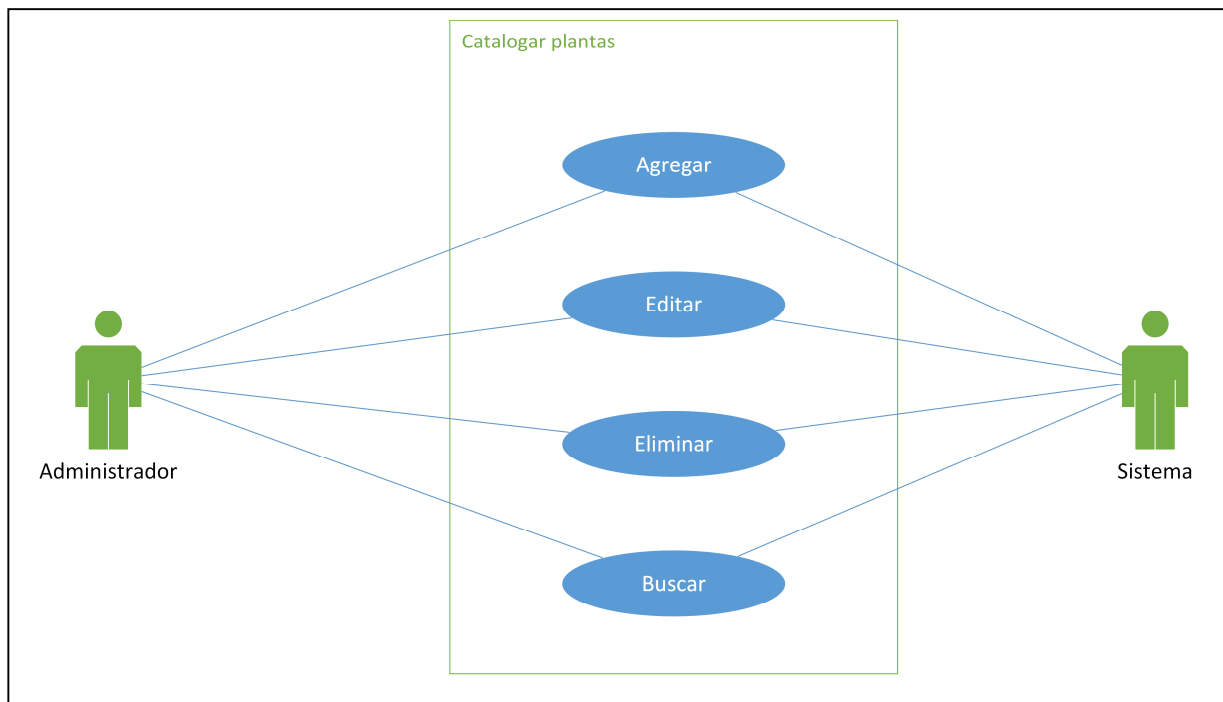 Catalogar plantas
Agregar
Editar
Eliminar
Buscar
Administrador
Sistema